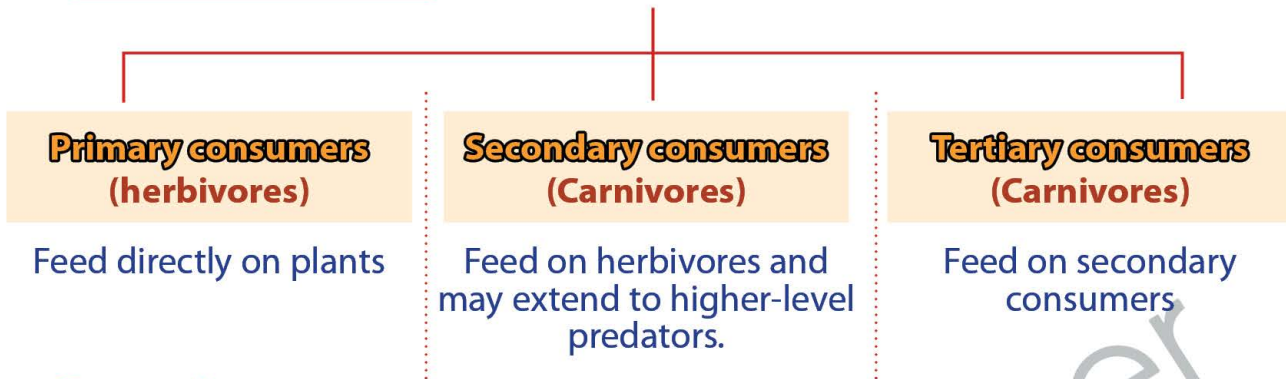 Primary consumers
(herbivores)
Feed directly on plants
Secondary consumers
(Carnivores)
Feed on herbivores and
may extend to higher-level
predators.
Tertiary consumers
(Carnivores)
Feed on secondary
consumers